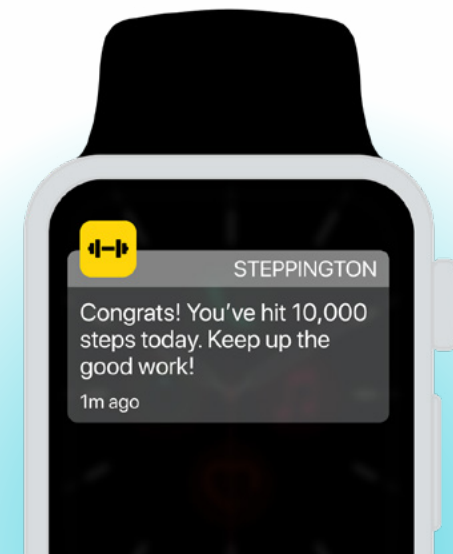 STEPPINGTON
Congrats! You've hit 10,000
steps today. Keep up the
good work!
1m ago